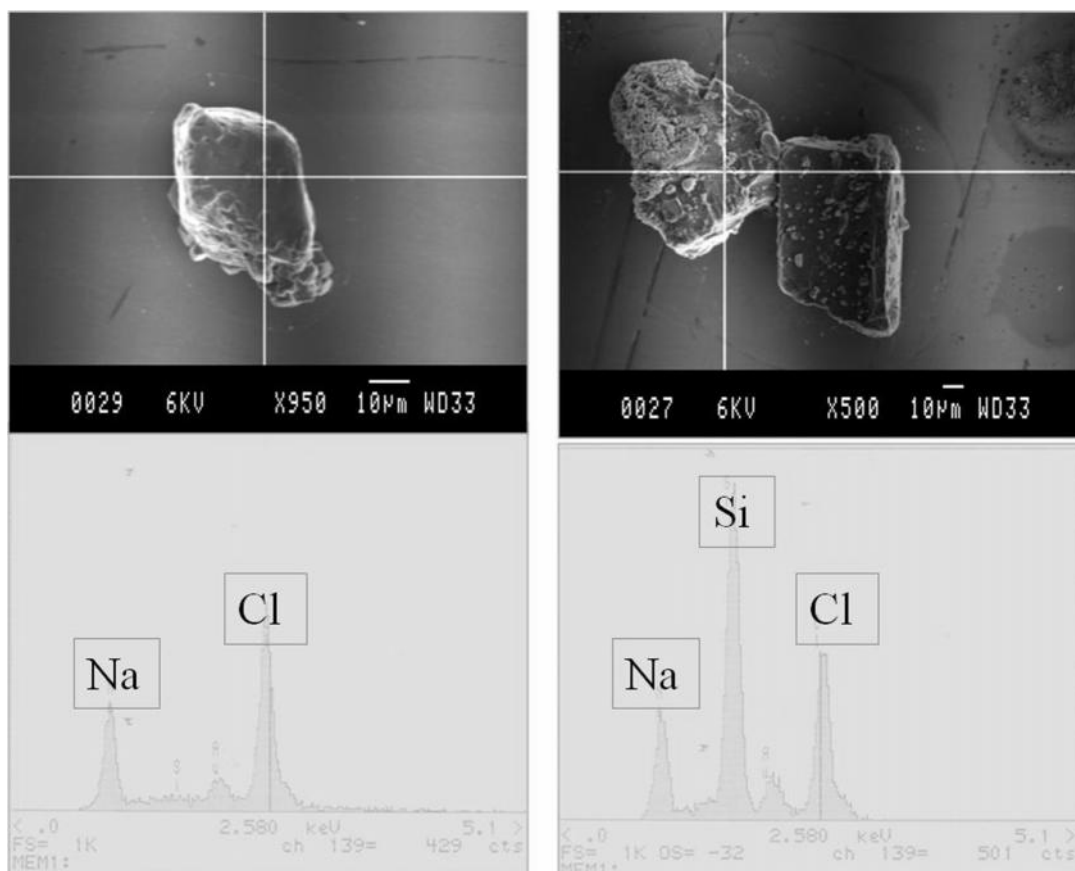 0029 6KV X950 10µm WD33
0027 6KV X500 10µm WD33
Na
Cl
< .0 2.580 keV 5.1 >
FS= 1K ch 139= 429 cts
MEM1:
Si
Na
Cl
< .0 2.580 keV 5.1 >
FS= 1K OS= -32 ch 139= 501 cts
MEM1: